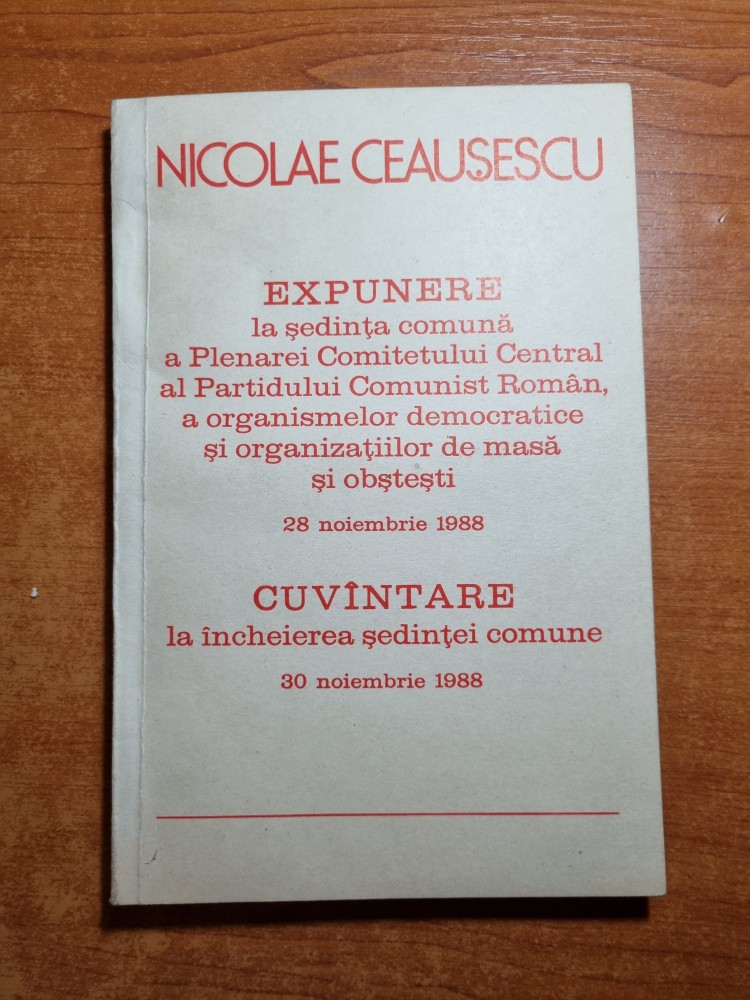 NICOLAE CEAUȘESCU
EXPUNERE
la ședința comună
a Plenarei Comitetului Central
al Partidului Comunist Român,
a organismelor democratice
și organizațiilor de masă
și obștești
28 noiembrie 1988
CUVÎNTARE
la încheierea ședinței comune
30 noiembrie 1988